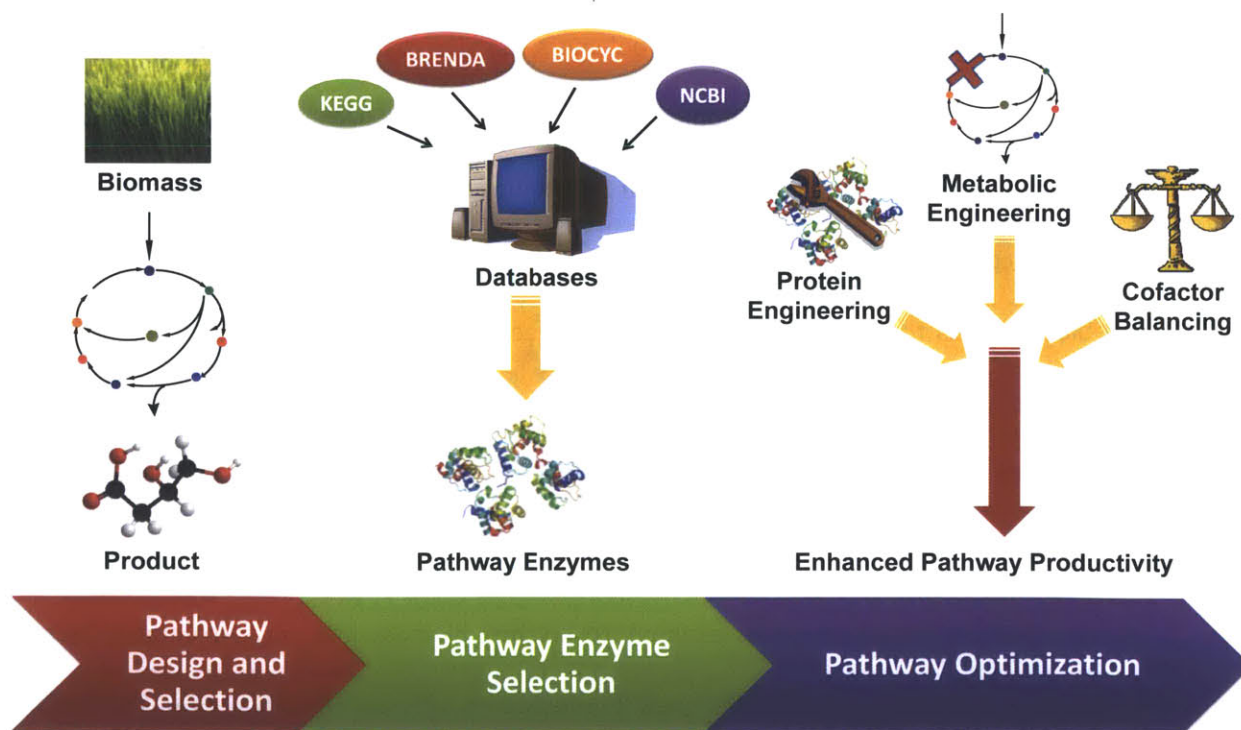 Biomass
Product
KEGG
BRENDA
BIOCYC
NCBI
Databases
Pathway Enzymes
Metabolic
Engineering
Protein
Engineering
Cofactor
Balancing
Enhanced Pathway Productivity
Pathway
Design and
Selection
Pathway Enzyme
Selection
Pathway Optimization